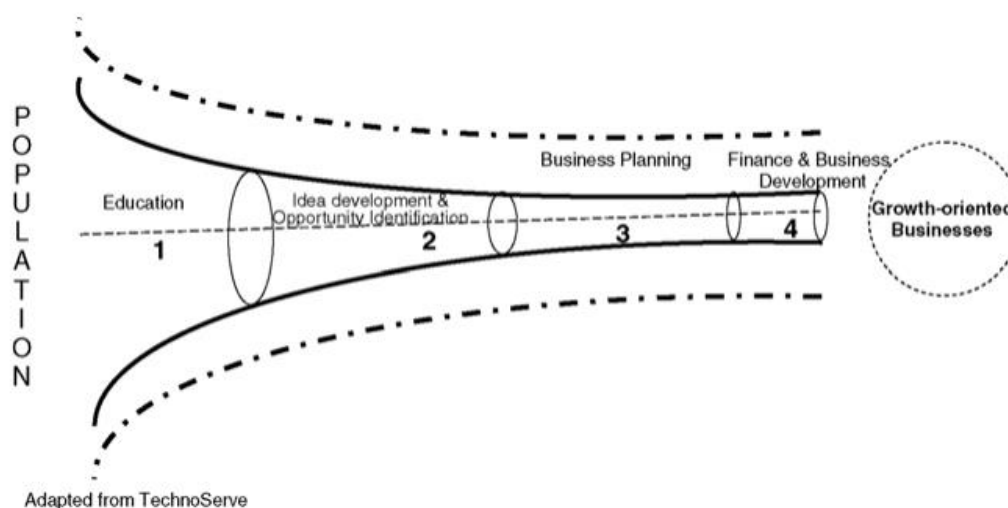 POPULATION
Education
1
Idea development &
Opportunity Identification
2
Business Planning
3
Finance & Business
Development
4
Growth-oriented
Businesses
Adapted from TechnoServe